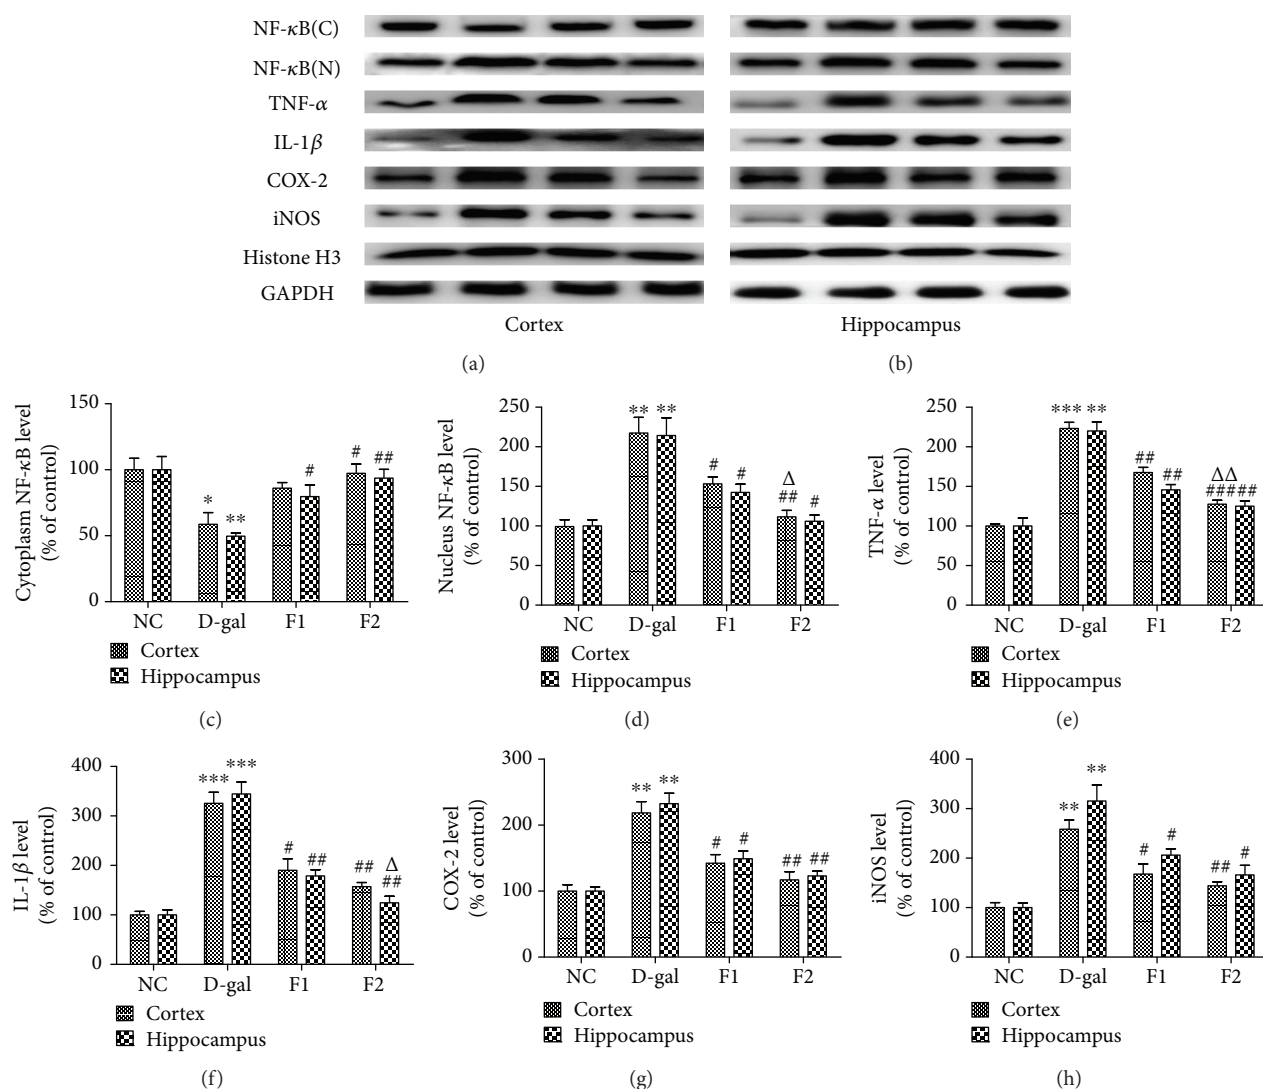 NF-κB(C)
NF-κB(N)
TNF-α
IL-1β
COX-2
iNOS
Histone H3
GAPDH
Cortex
Hippocampus
(a)
(b)
Cytoplasm NF-κB level
(% of control)
150
100
50
0
*
**
#
#
##
NC D-gal F1 F2
Cortex
Hippocampus
(c)
Nucleus NF-κB level
(% of control)
250
200
150
100
50
0
** **
# #
Δ
## #
NC D-gal F1 F2
Cortex
Hippocampus
(d)
TNF-α level
(% of control)
250
200
150
100
50
0
*** **
##
##
ΔΔ
#####
NC D-gal F1 F2
Cortex
Hippocampus
(e)
IL-1β level
(% of control)
400
300
200
100
0
*** ***
# ##
## Δ
##
NC D-gal F1 F2
Cortex
Hippocampus
(f)
COX-2 level
(% of control)
300
200
100
0
** **
# #
## ##
NC D-gal F1 F2
Cortex
Hippocampus
(g)
iNOS level
(% of control)
400
300
200
100
0
** **
# #
## #
NC D-gal F1 F2
Cortex
Hippocampus
(h)